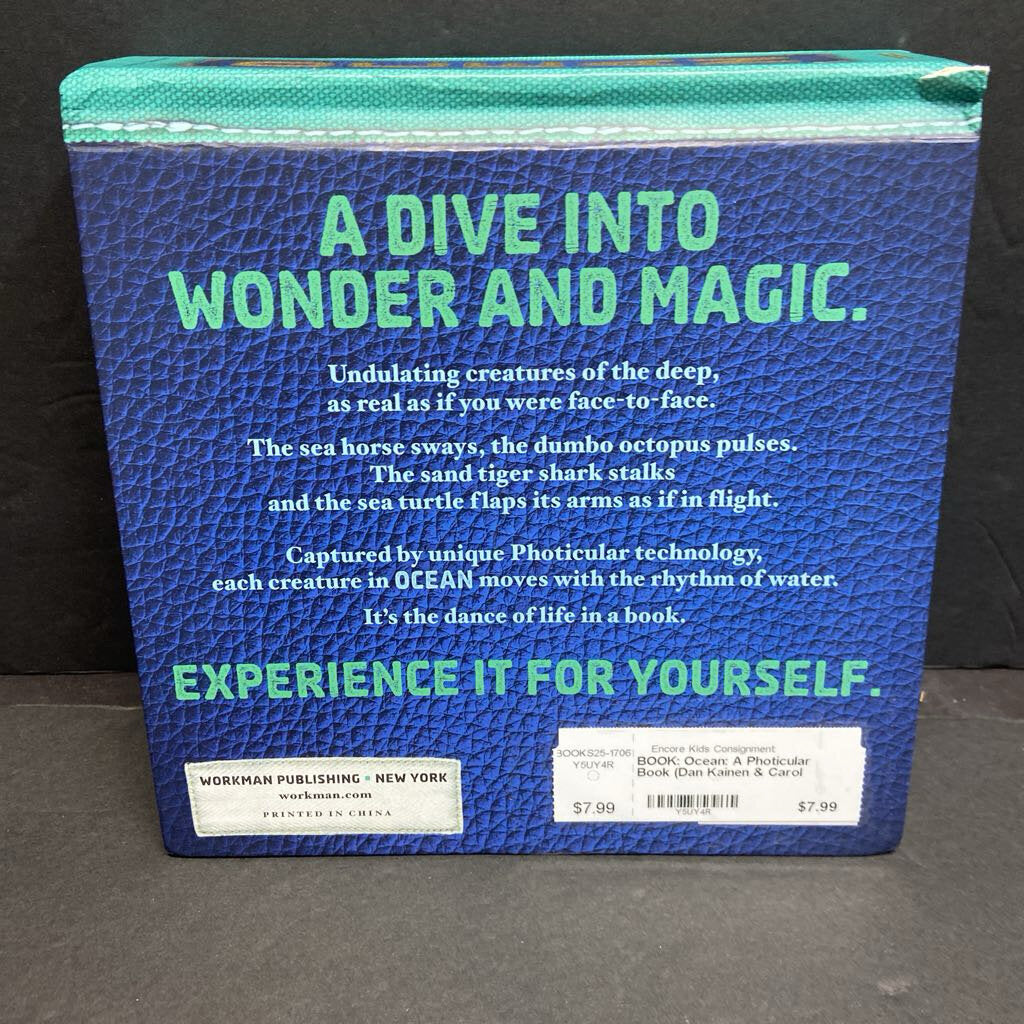 A DIVE INTO
WONDER AND MAGIC.
Undulating creatures of the deep,
as real as if you were face-to-face.
The sea horse sways, the dumbo octopus pulses.
The sand tiger shark stalks
and the sea turtle flaps its arms as if in flight.
Captured by unique Photicular technology,
each creature in OCEAN moves with the rhythm of water.
It's the dance of life in a book.
EXPERIENCE IT FOR YOURSELF.
WORKMAN PUBLISHING • NEW YORK
workman.com
PRINTED IN CHINA
BOOKS25-1706
Y5UY4R
$7.99
Encore Kids Consignment
BOOK: Ocean: A Photicular
Book (Dan Kainen & Carol
Y5UY4R
$7.99